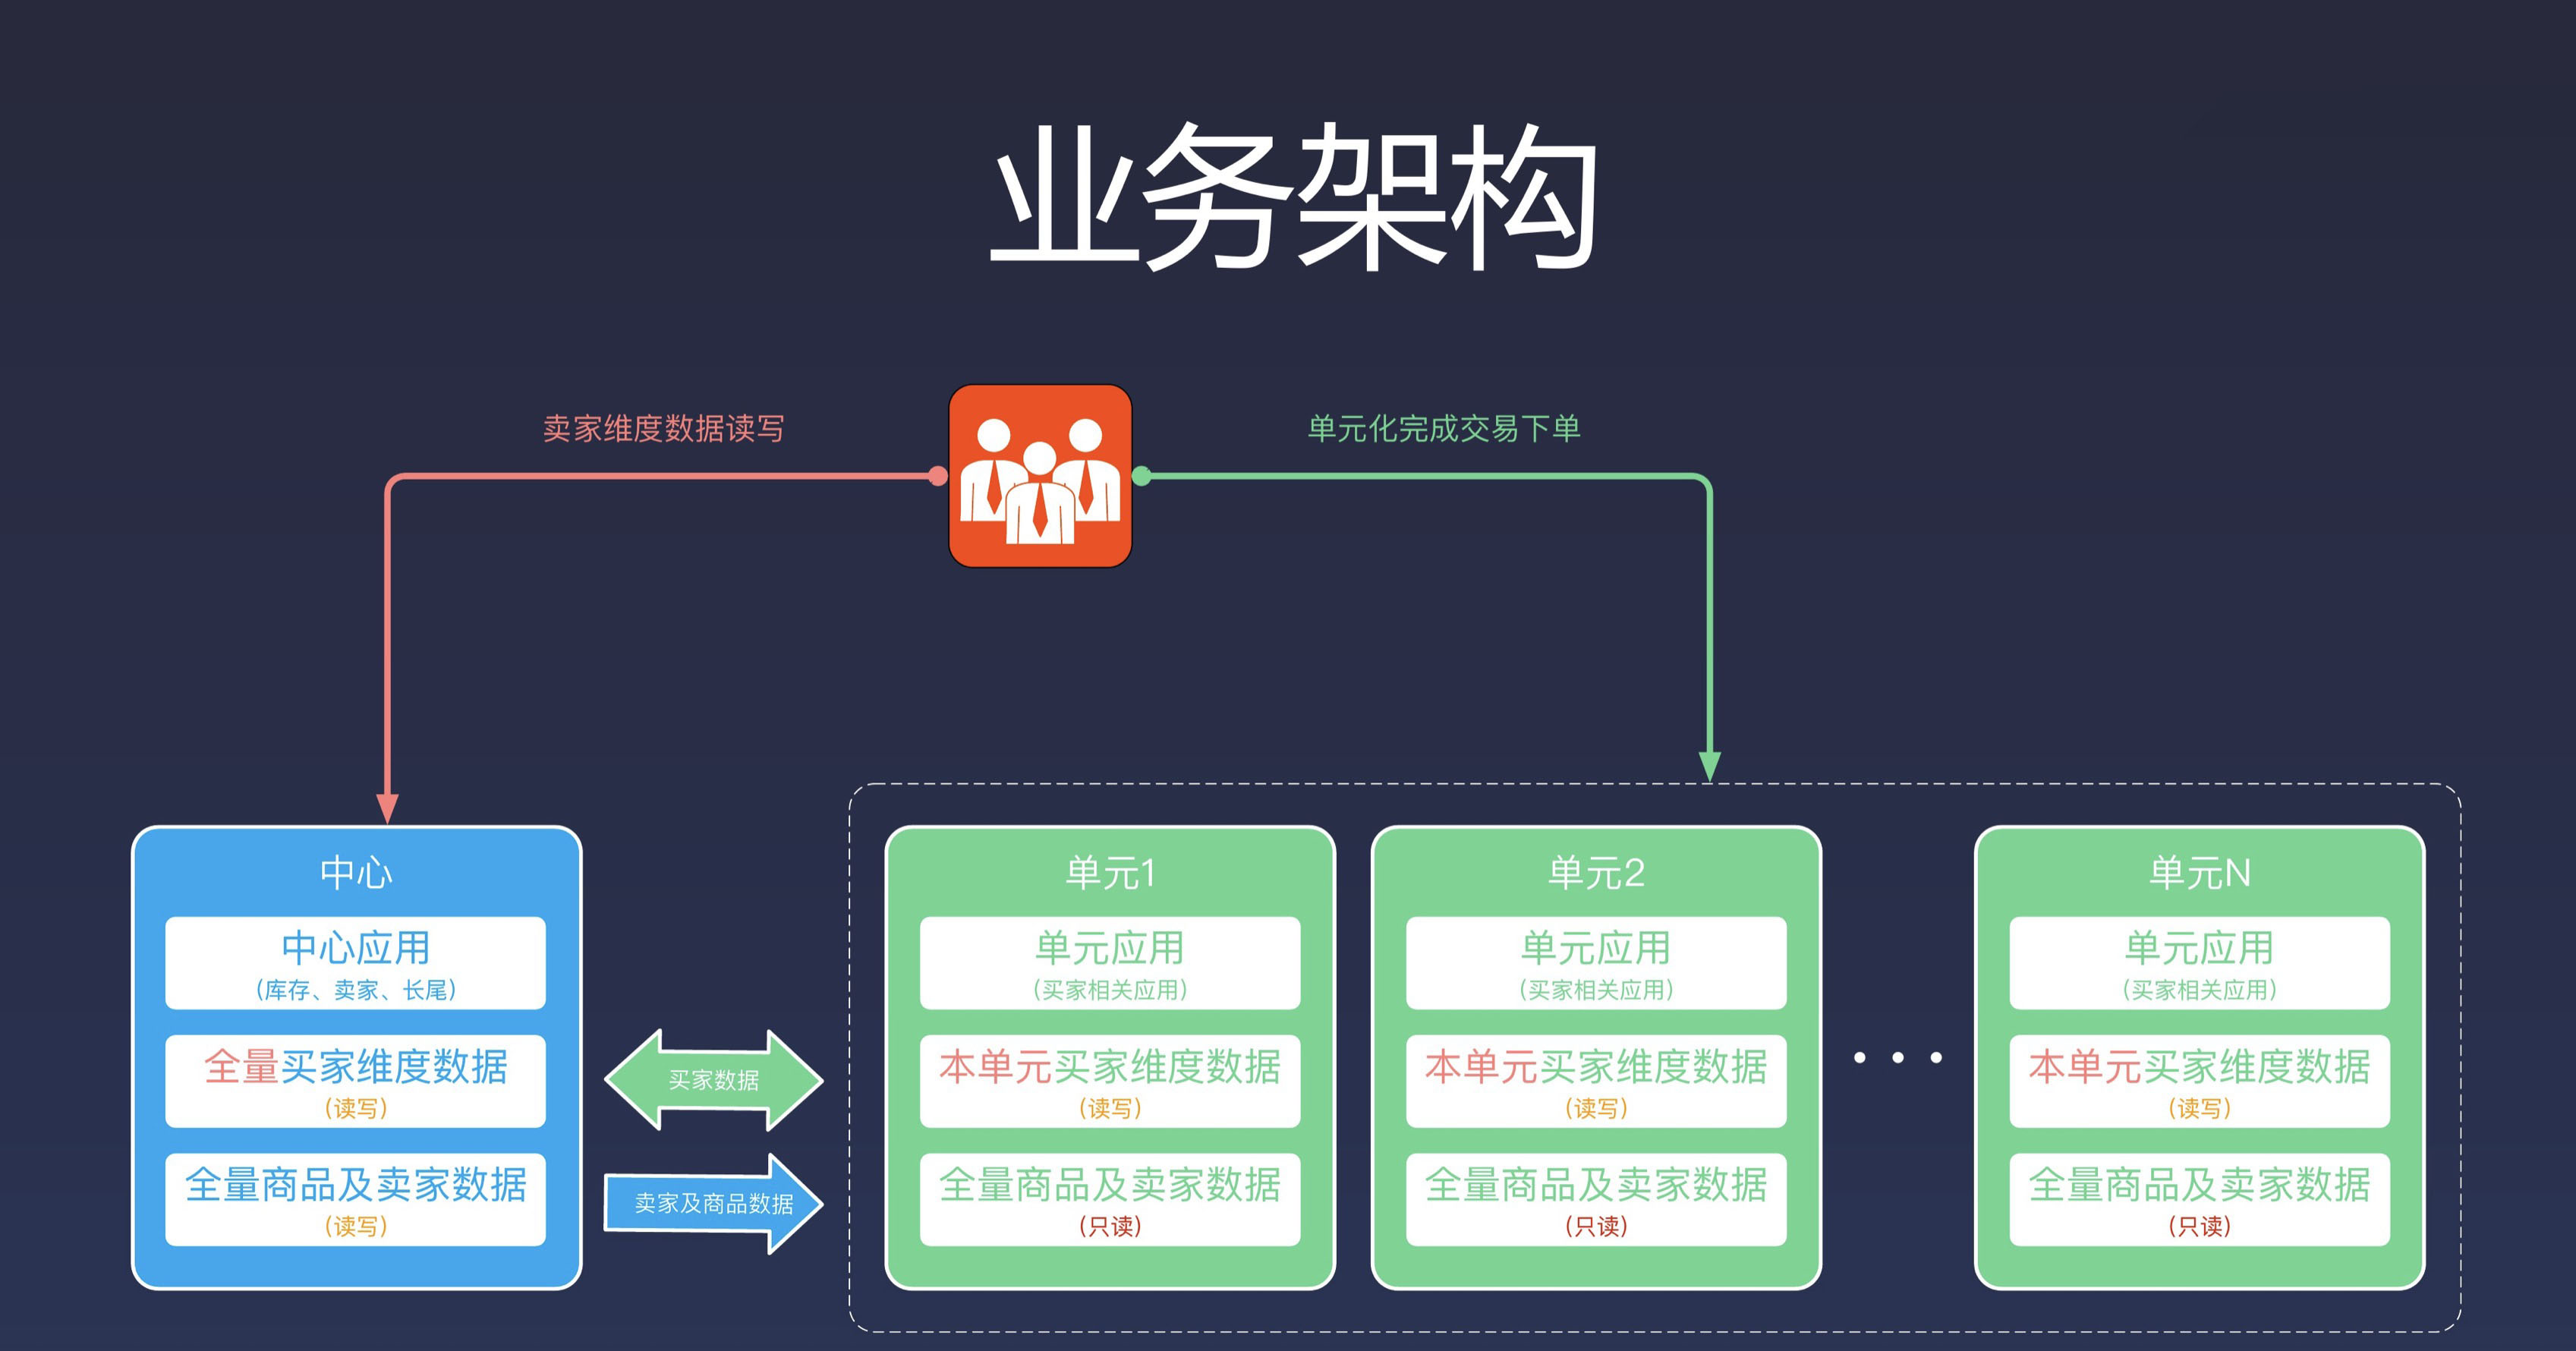 业务架构
卖家维度数据读写
单元化完成交易下单
中心
中心应用
(库存、卖家、长尾)
全量买家维度数据
(读写)
全量商品及卖家数据
(读写)
买家数据
卖家及商品数据
单元1
单元应用
(买家相关应用)
本单元买家维度数据
(读写)
全量商品及卖家数据
(只读)
单元2
单元应用
(买家相关应用)
本单元买家维度数据
(读写)
全量商品及卖家数据
(只读)
...
单元N
单元应用
(买家相关应用)
本单元买家维度数据
(读写)
全量商品及卖家数据
(只读)